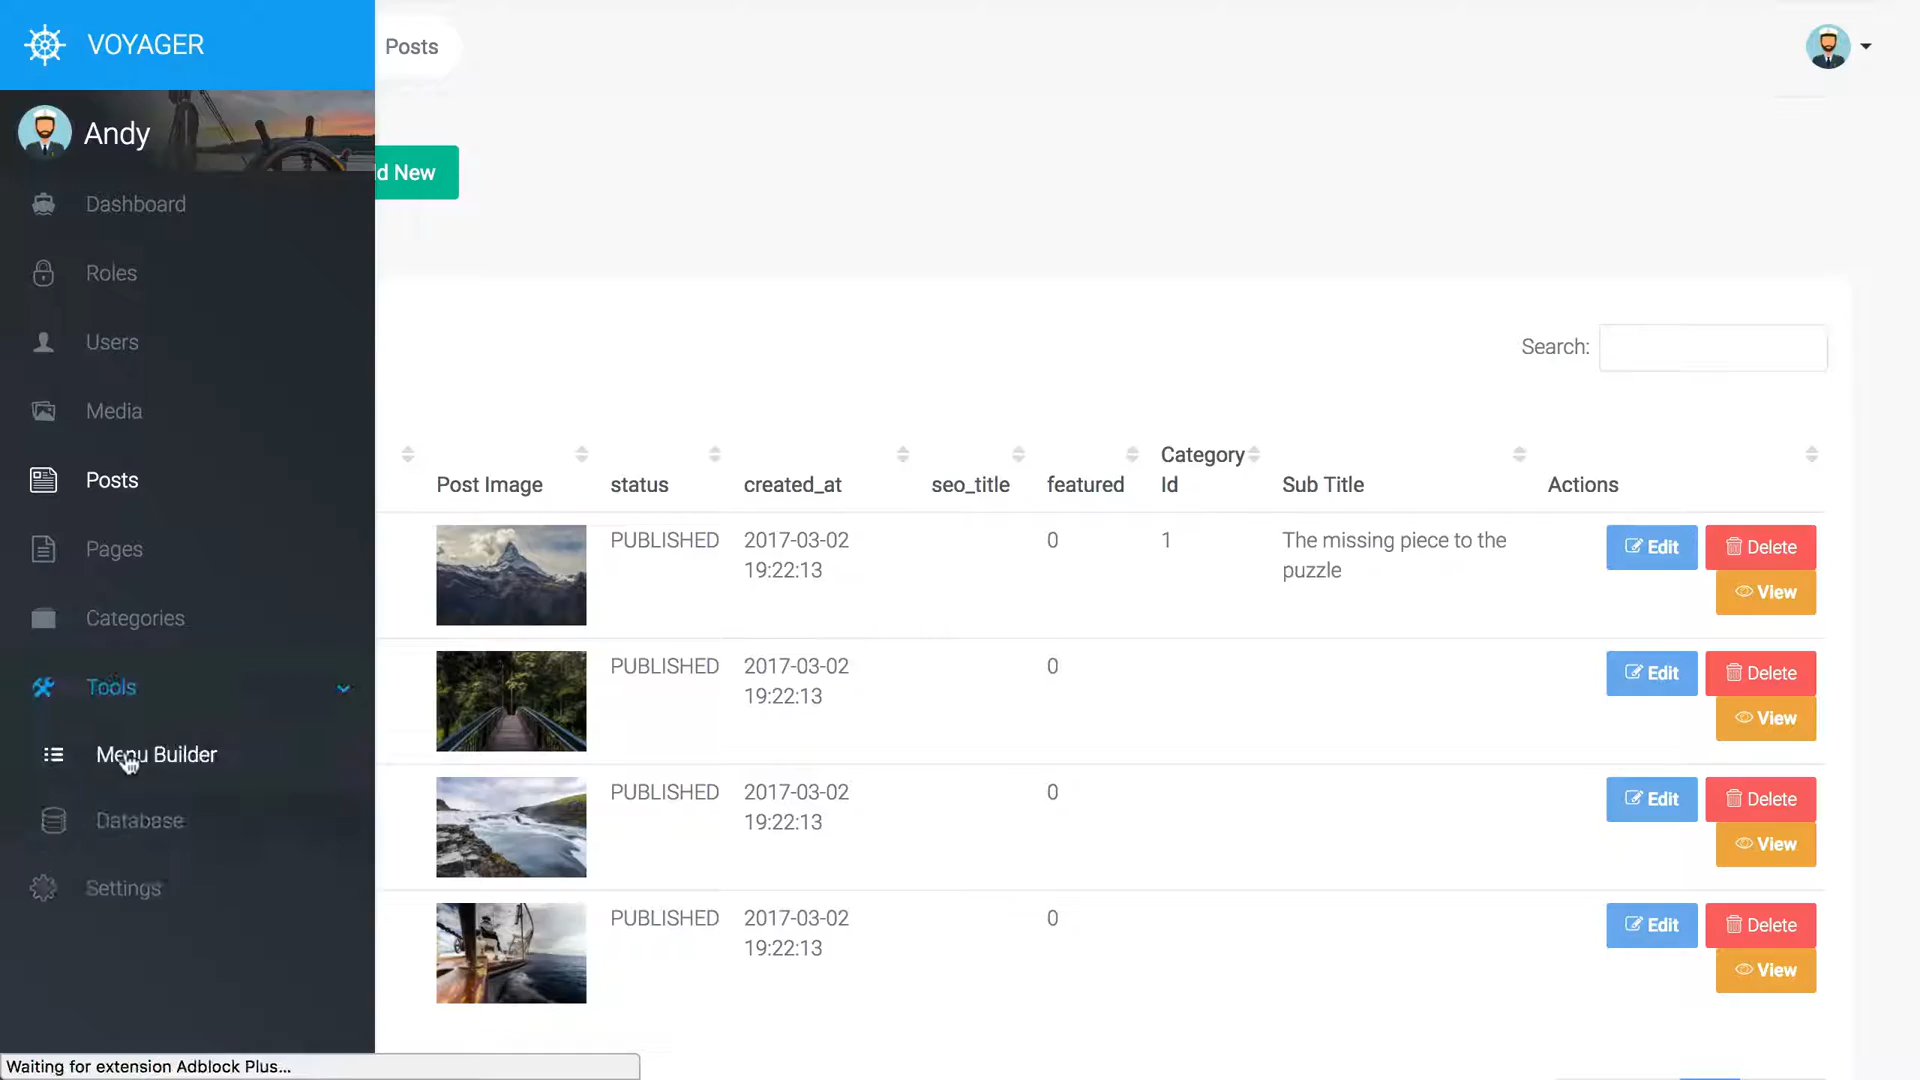 VOYAGER
Posts
Andy
d New
Dashboard
Roles
Users
Media
Posts
Pages
Categories
Tools
Menu Builder
Database
Settings
Search:
Post Image
status
created_at
seo_title
featured
Category
Id
Sub Title
Actions
PUBLISHED
2017-03-02
19:22:13
0
1
The missing piece to the
puzzle
Edit
Delete
View
PUBLISHED
2017-03-02
19:22:13
0
Edit
Delete
View
PUBLISHED
2017-03-02
19:22:13
0
Edit
Delete
View
PUBLISHED
2017-03-02
19:22:13
0
Edit
Delete
View
Waiting for extension Adblock Plus...